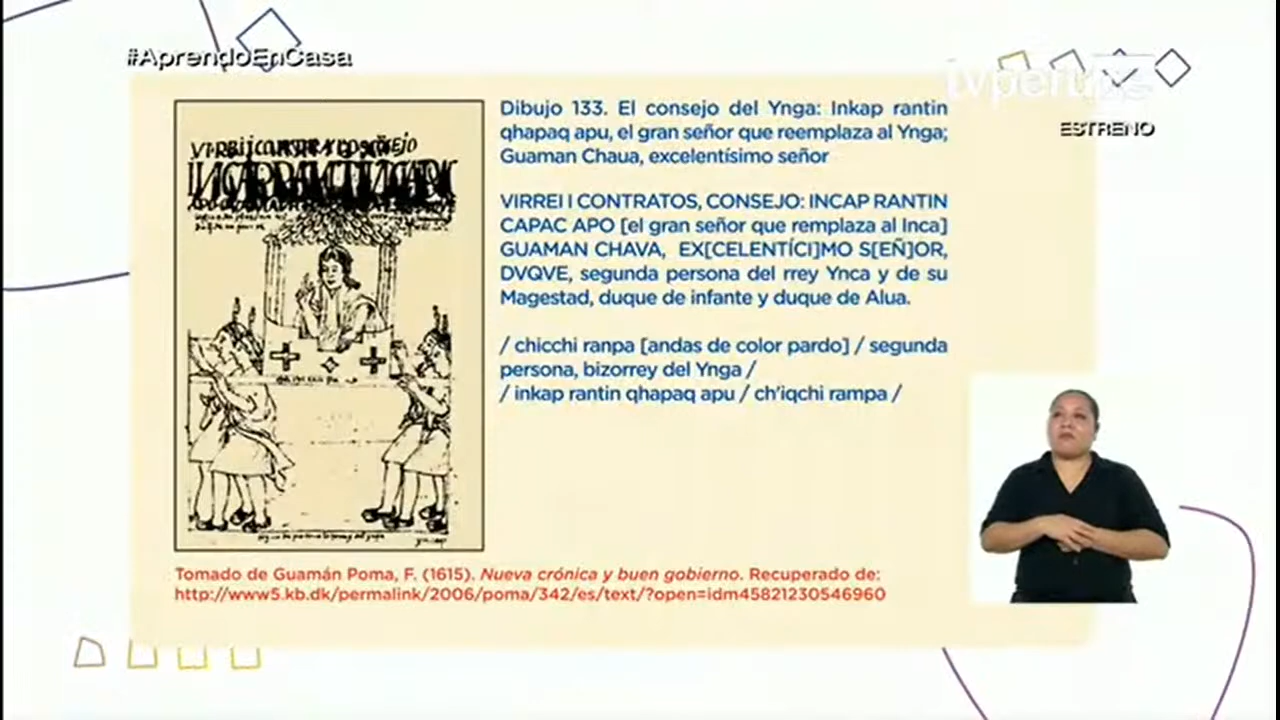 #AprendoEnCasa
tvperu
ESTRENO
Dibujo 133. El consejo del Ynga: Inkap rantin
qhapaq apu, el gran señor que reemplaza al Ynga;
Guaman Chaua, excelentísimo señor
VIRREI I CONTRATOS, CONSEJO: INCAP RANTIN
CAPAC APO [el gran señor que remplaza al Inca]
GUAMAN CHAVA, EX[CELENTÍCI]MO S[EÑ]OR,
DVQVE, segunda persona del rrey Ynca y de su
Magestad, duque de infante y duque de Alua.
/ chicchi ranpa [andas de color pardo] / segunda
persona, bizorrey del Ynga /
/ inkap rantin qhapaq apu / ch'iqchi rampa /
Tomado de Guamán Poma, F. (1615). Nueva crónica y buen gobierno. Recuperado de:
http://www5.kb.dk/permalink/2006/poma/342/es/text/?open=idm45821230546960